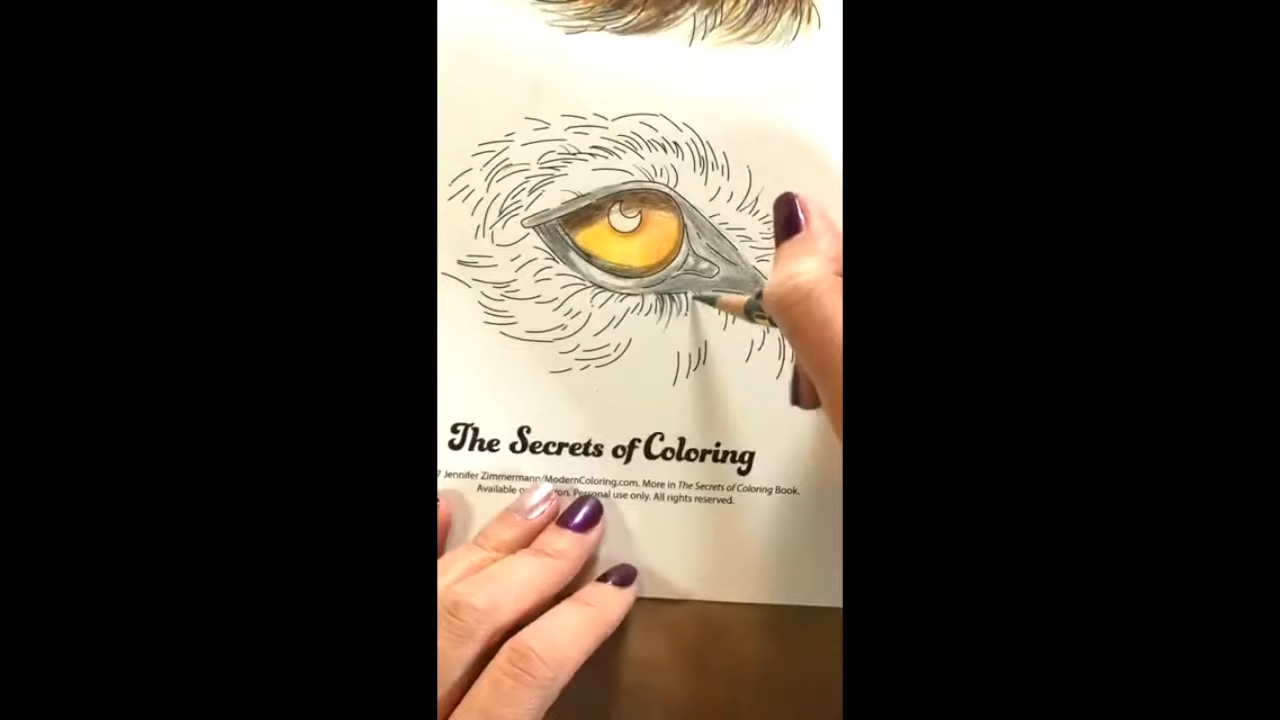 The Secrets of Coloring
7 Jennifer Zimmermann/ModernColoring.com. More in The Secrets of Coloring Book.
Available Personal use only. All rights reserved.